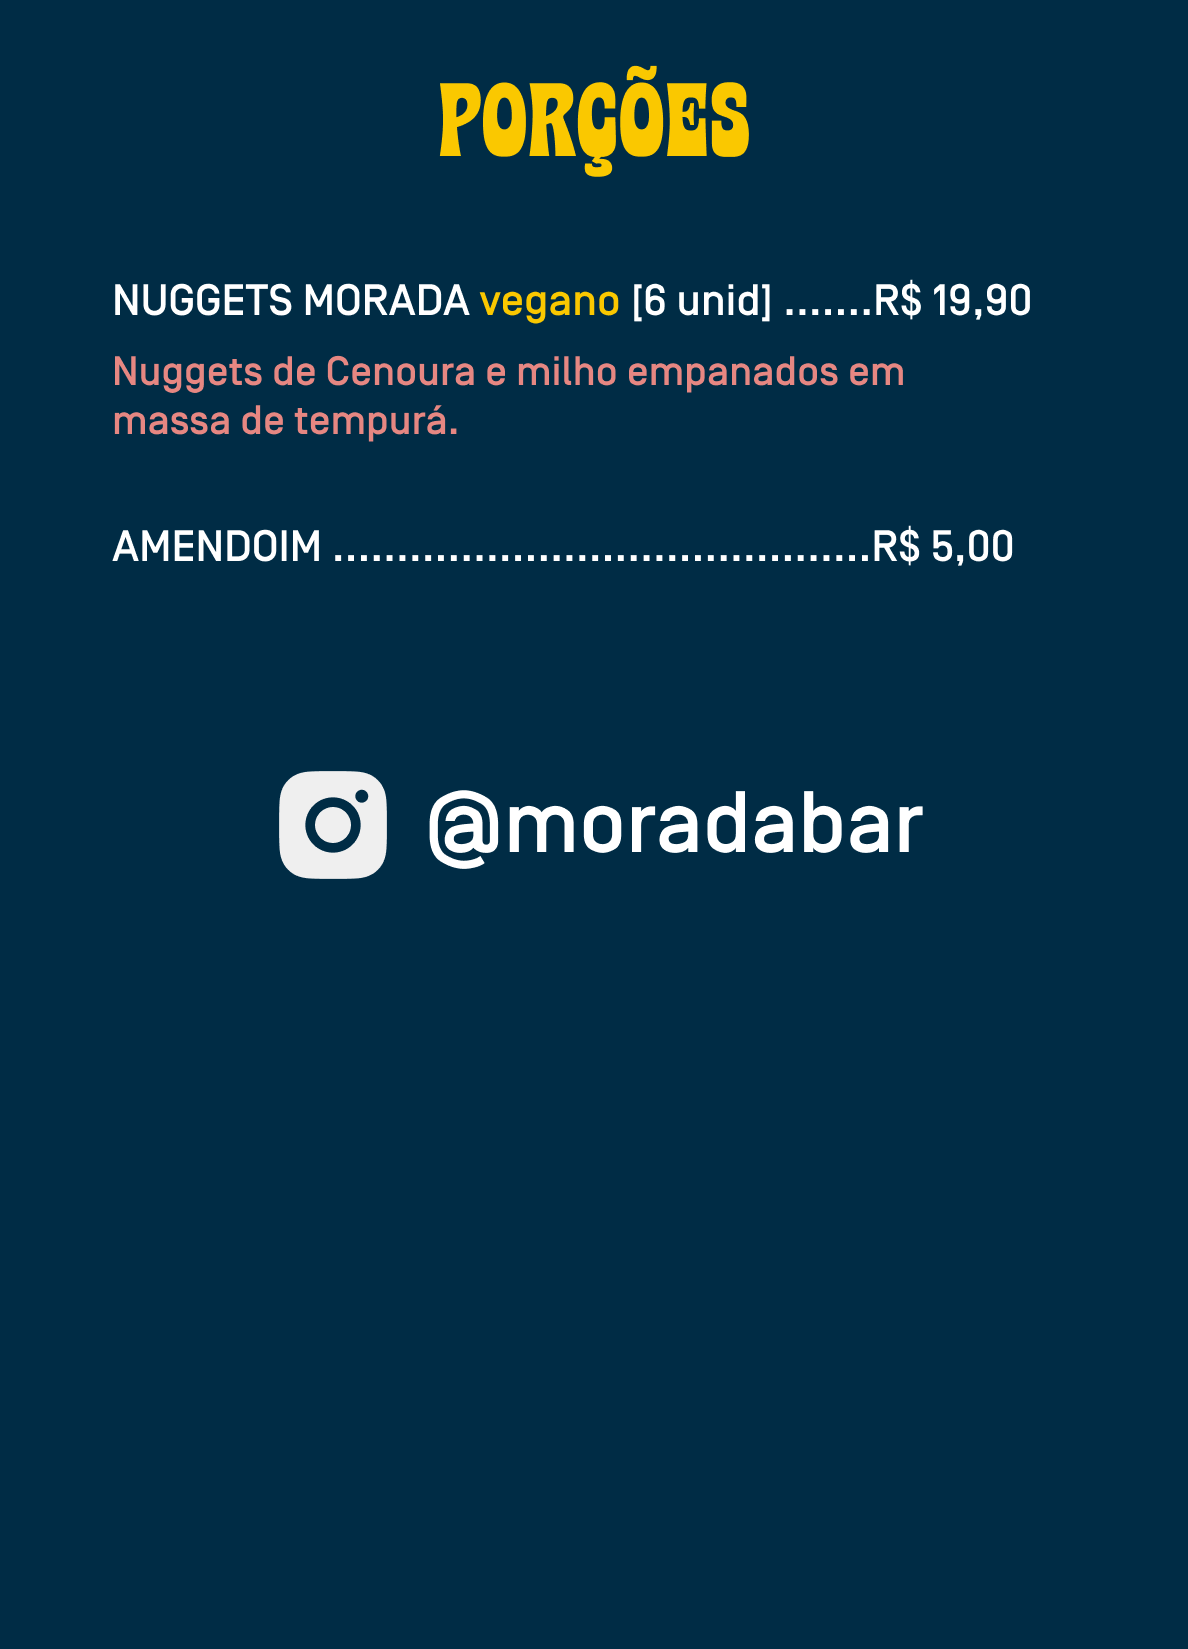 PORÇÕES
NUGGETS MORADA vegano [6 unid] .......R$ 19,90
Nuggets de Cenoura e milho empanados em
massa de tempurá.
AMENDOIM ..........................................R$ 5,00
@moradabar